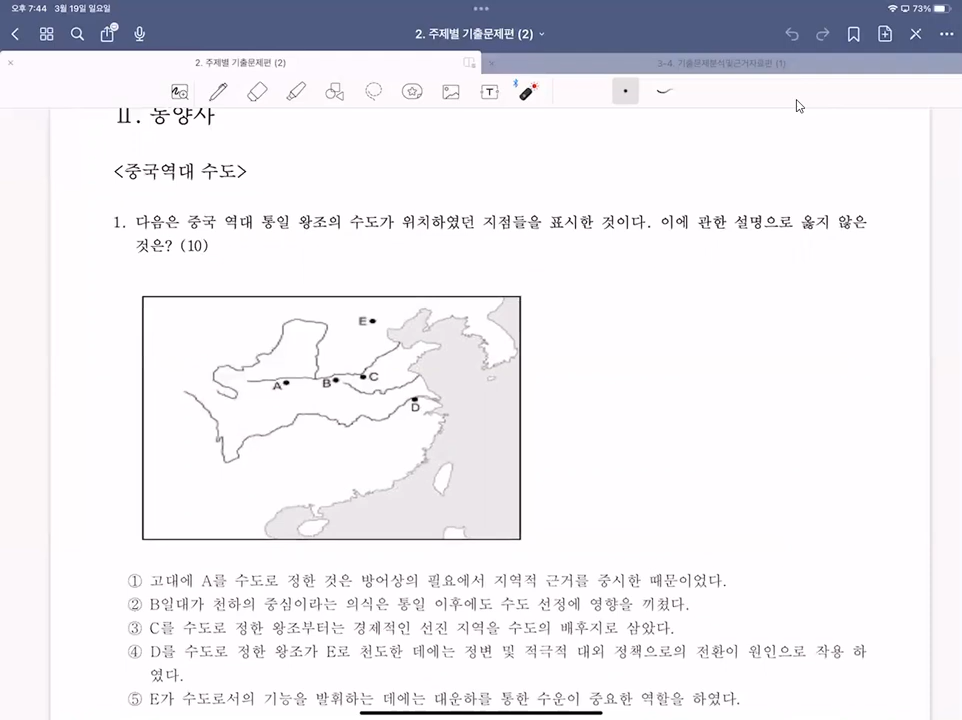 오후 7:44 3월 19일 일요일
73%
2. 주제별 기출문제편 (2)
2. 주제별 기출문제편 (2)
3-4. 기출문제분석및근거자료편 (1)
T
Ⅱ. 동양사
<중국역대 수도>
1. 다음은 중국 역대 통일 왕조의 수도가 위치하였던 지점들을 표시한 것이다. 이에 관한 설명으로 옳지 않은
것은? (10)
E
A
B
C
D
① 고대에 A를 수도로 정한 것은 방어상의 필요에서 지역적 근거를 중시한 때문이었다.
② B일대가 천하의 중심이라는 의식은 통일 이후에도 수도 선정에 영향을 끼쳤다.
③ C를 수도로 정한 왕조부터는 경제적인 선진 지역을 수도의 배후지로 삼았다.
④ D를 수도로 정한 왕조가 E로 천도한 데에는 정변 및 적극적 대외 정책으로의 전환이 원인으로 작용 하
였다.
⑤ E가 수도로서의 기능을 발휘하는 데에는 대운하를 통한 수운이 중요한 역할을 하였다.